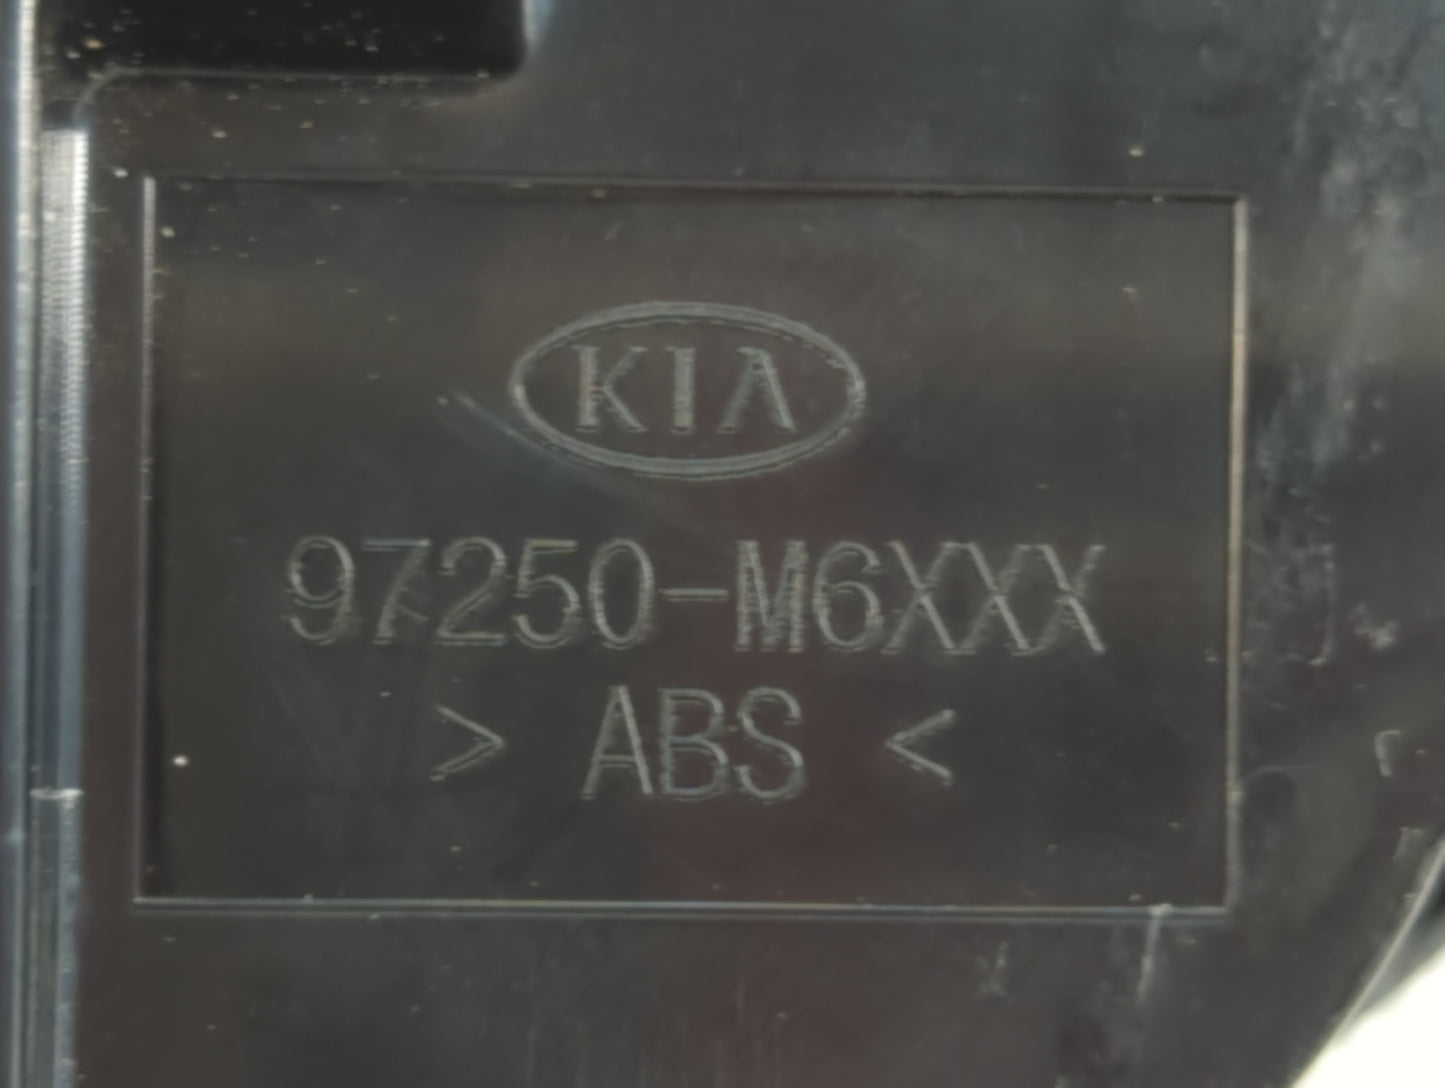 KIA
97250-M6XXX
> ABS <